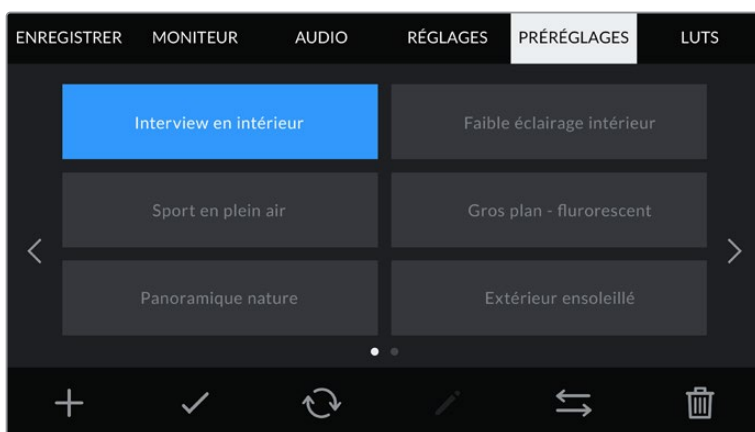 ENREGISTRER MONITEUR AUDIO RÉGLAGES PRÉRÉGLAGES LUTS
Interview en intérieur Faible éclairage intérieur
Sport en plein air Gros plan - flurorescent
Panoramique nature Extérieur ensoleillé